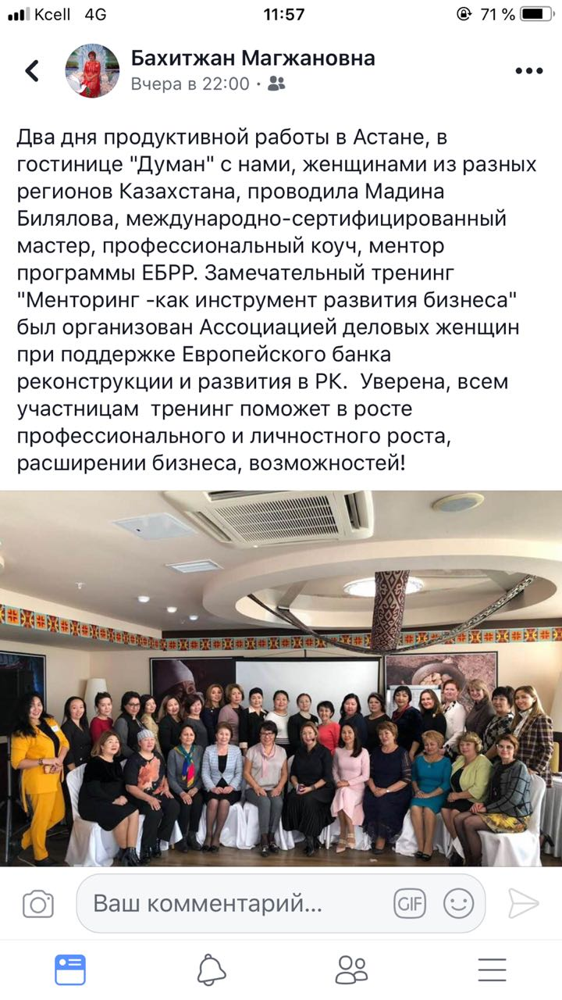 Kcell 4G 11:57 71 %
Бахитжан Магжановна
Вчера в 22:00 ·
Два дня продуктивной работы в Астане, в
гостинице "Думан" с нами, женщинами из разных
регионов Казахстана, проводила Мадина
Билялова, международно-сертифицированный
мастер, профессиональный коуч, ментор
программы ЕБРР. Замечательный тренинг
"Менторинг -как инструмент развития бизнеса"
был организован Ассоциацией деловых женщин
при поддержке Европейского банка
реконструкции и развития в РК.  Уверена, всем
участницам  тренинг поможет в росте
профессионального и личностного роста,
расширении бизнеса, возможностей!
Ваш комментарий...
GIF